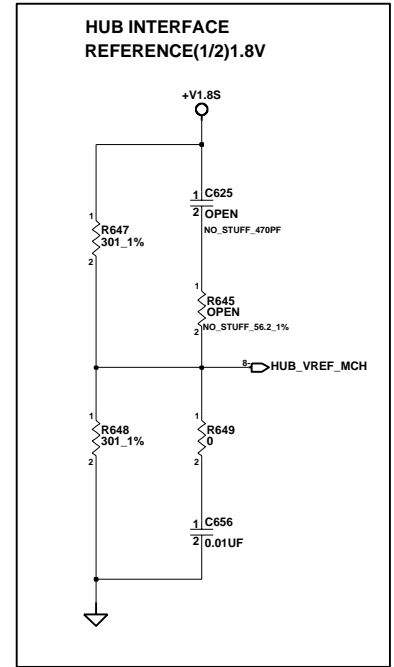 HUB INTERFACE
REFERENCE(1/2)1.8V
+V1.8S
1 C625
2 OPEN
NO_STUFF_470PF
1
R647
301_1%
2
1
R645
OPEN
2 NO_STUFF_56.2_1%
8- HUB_VREF_MCH
1
R648
301_1%
2
1
R649
0
2
1 C656
2 0.01UF